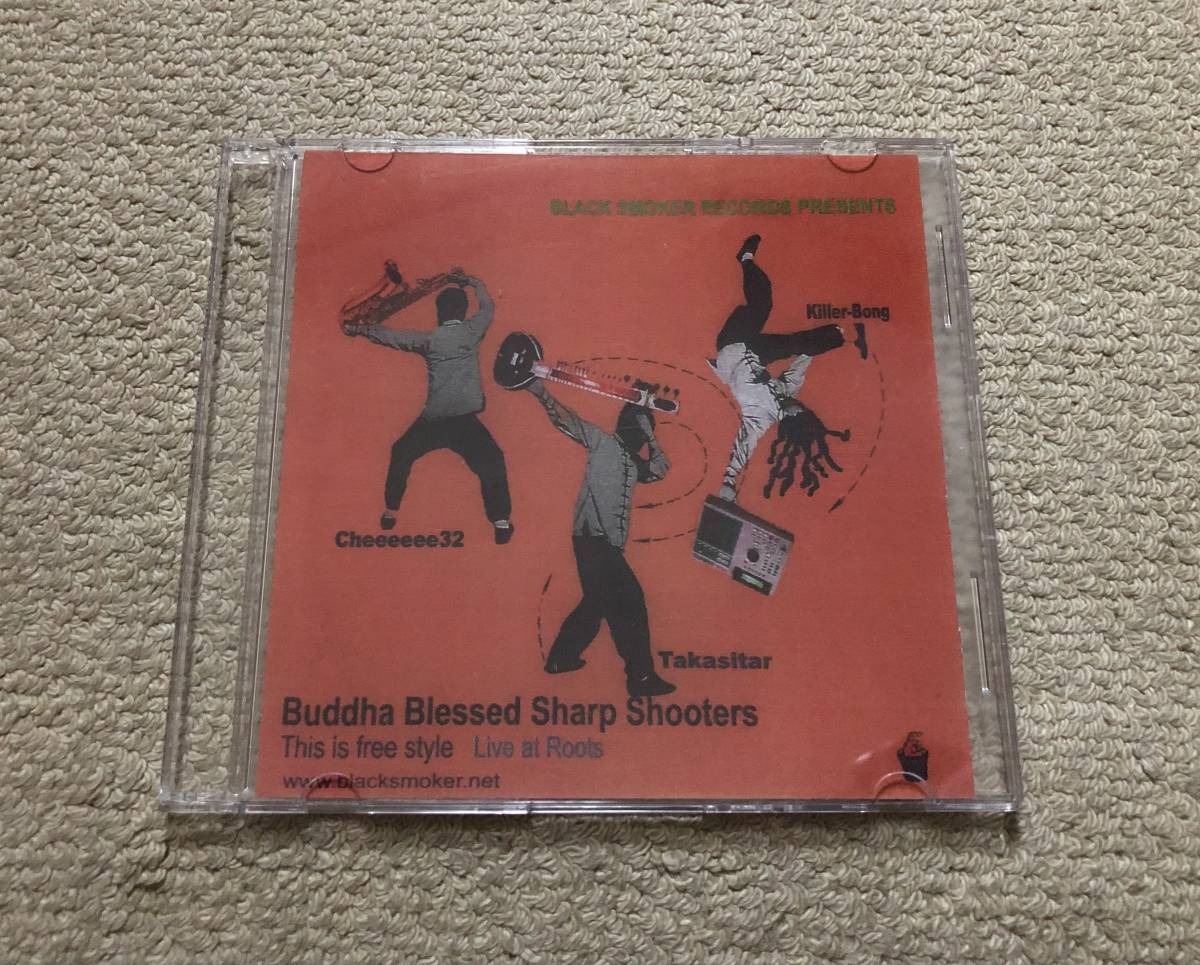 BLACK SMOKER RECORDS PRESENTS
Killer-Bong
Cheeeeee32
Takasitar
Buddha Blessed Sharp Shooters
This is free style Live at Roots
www.blacksmoker.net